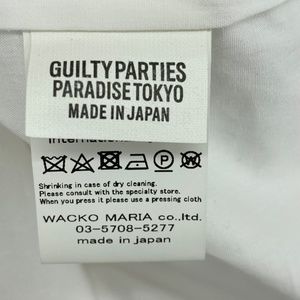 GUILTY PARTIES
PARADISE TOKYO
MADE IN JAPAN
International
Shrinking in case of dry cleaning.
Please consult with the specialty store.
When you press it please use a pressing cloth
WACKO MARIA co.,ltd.
03-5708-5277
made in japan